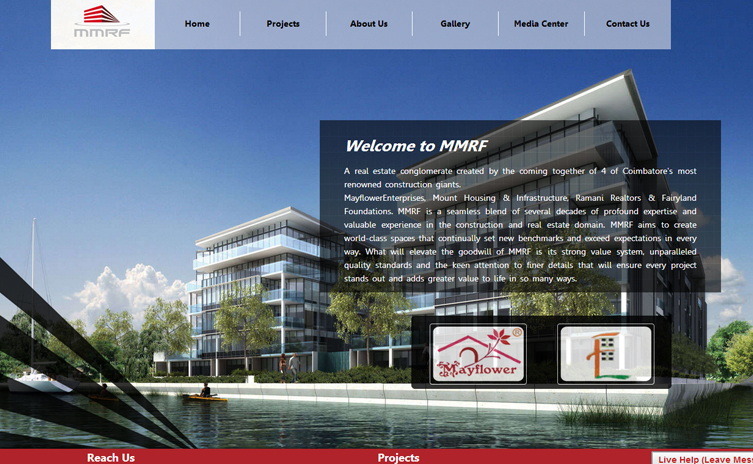 MMRF
Home
Projects
About Us
Gallery
Media Center
Contact Us
Welcome to MMRF
A real estate conglomerate created by the coming together of 4 of Coimbatore's most
renowned construction giants.
MayflowerEnterprises, Mount Housing & Infrastructure, Ramani Realtors & Fairyland
Foundations. MMRF is a seamless blend of several decades of profound expertise and
valuable experience in the construction and real estate domain. MMRF aims to create
world-class spaces that continually set new benchmarks and exceed expectations in every
way. What will elevate the goodwill of MMRF is its strong value system, unparalleled
quality standards and the keen attention to finer details that will ensure every project
stands out and adds greater value to life in so many ways.
Mayflower®
Reach Us
Projects
Live Help (Leave Mess